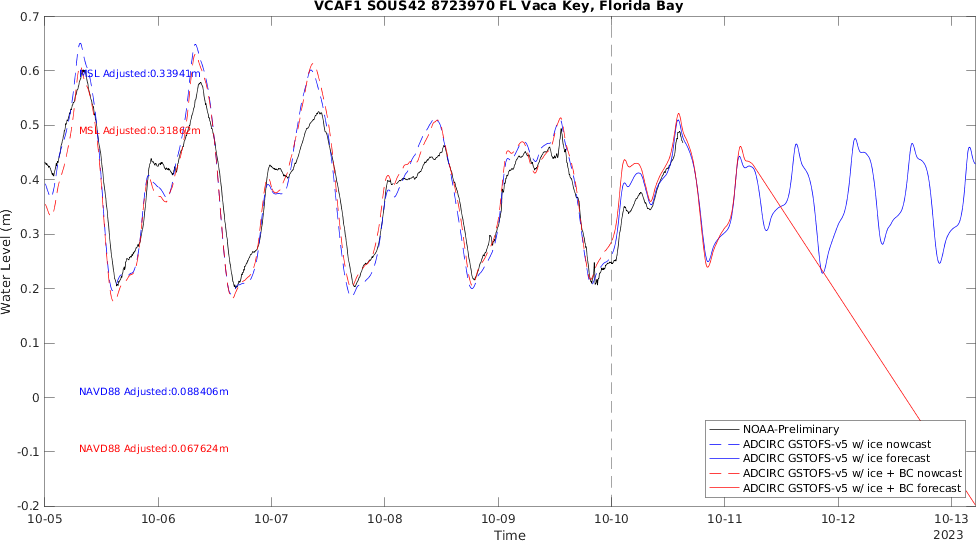 VCAF1 SOUS42 8723970 FL Vaca Key, Florida Bay
0.7
0.6
0.5
0.4
0.3
0.2
0.1
0
-0.1
-0.2
Water Level (m)
MSL Adjusted:0.33941m
MSL Adjusted:0.31862m
NAVD88 Adjusted:0.088406m
NAVD88 Adjusted:0.067624m
NOAA-Preliminary
ADCIRC GSTOFS-v5 w/ ice nowcast
ADCIRC GSTOFS-v5 w/ ice forecast
ADCIRC GSTOFS-v5 w/ ice + BC nowcast
ADCIRC GSTOFS-v5 w/ ice + BC forecast
10-05 10-06 10-07 10-08 10-09 10-10 10-11 10-12 10-13
2023
Time